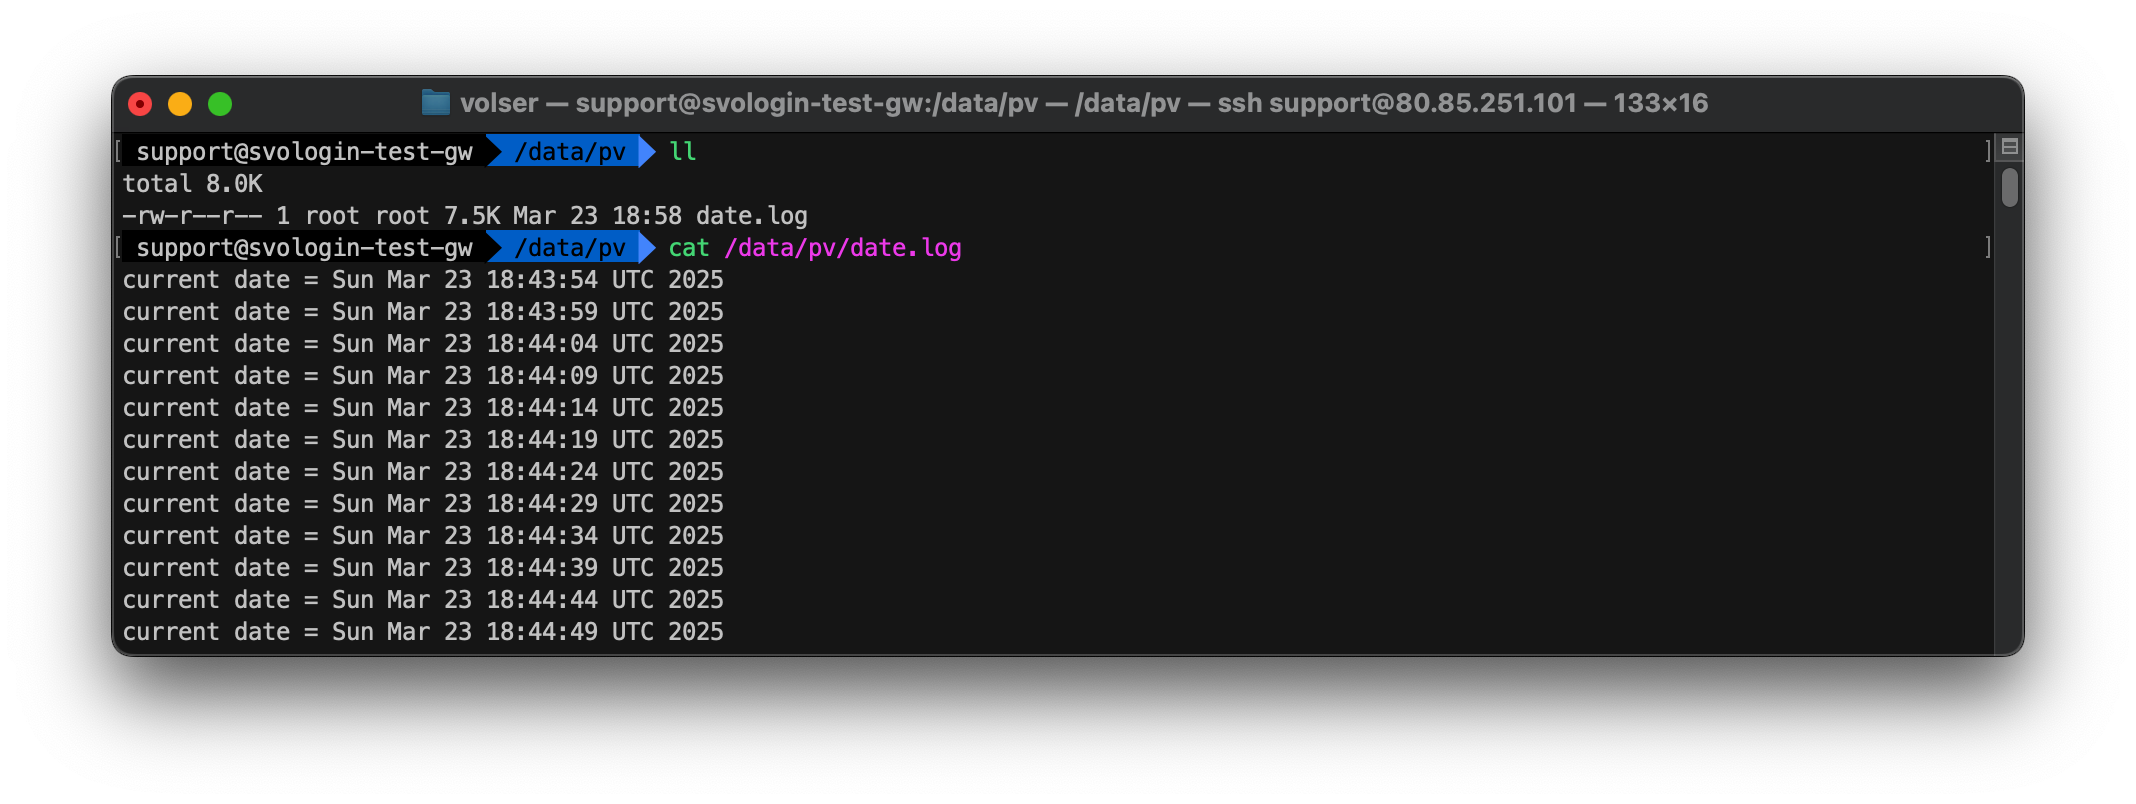 volser — support@svologin-test-gw:/data/pv — /data/pv — ssh support@80.85.251.101 — 133×16
[ support@svologin-test-gw  /data/pv  ll ]
total 8.0K
-rw-r--r-- 1 root root 7.5K Mar 23 18:58 date.log
[ support@svologin-test-gw  /data/pv  cat /data/pv/date.log ]
current date = Sun Mar 23 18:43:54 UTC 2025
current date = Sun Mar 23 18:43:59 UTC 2025
current date = Sun Mar 23 18:44:04 UTC 2025
current date = Sun Mar 23 18:44:09 UTC 2025
current date = Sun Mar 23 18:44:14 UTC 2025
current date = Sun Mar 23 18:44:19 UTC 2025
current date = Sun Mar 23 18:44:24 UTC 2025
current date = Sun Mar 23 18:44:29 UTC 2025
current date = Sun Mar 23 18:44:34 UTC 2025
current date = Sun Mar 23 18:44:39 UTC 2025
current date = Sun Mar 23 18:44:44 UTC 2025
current date = Sun Mar 23 18:44:49 UTC 2025